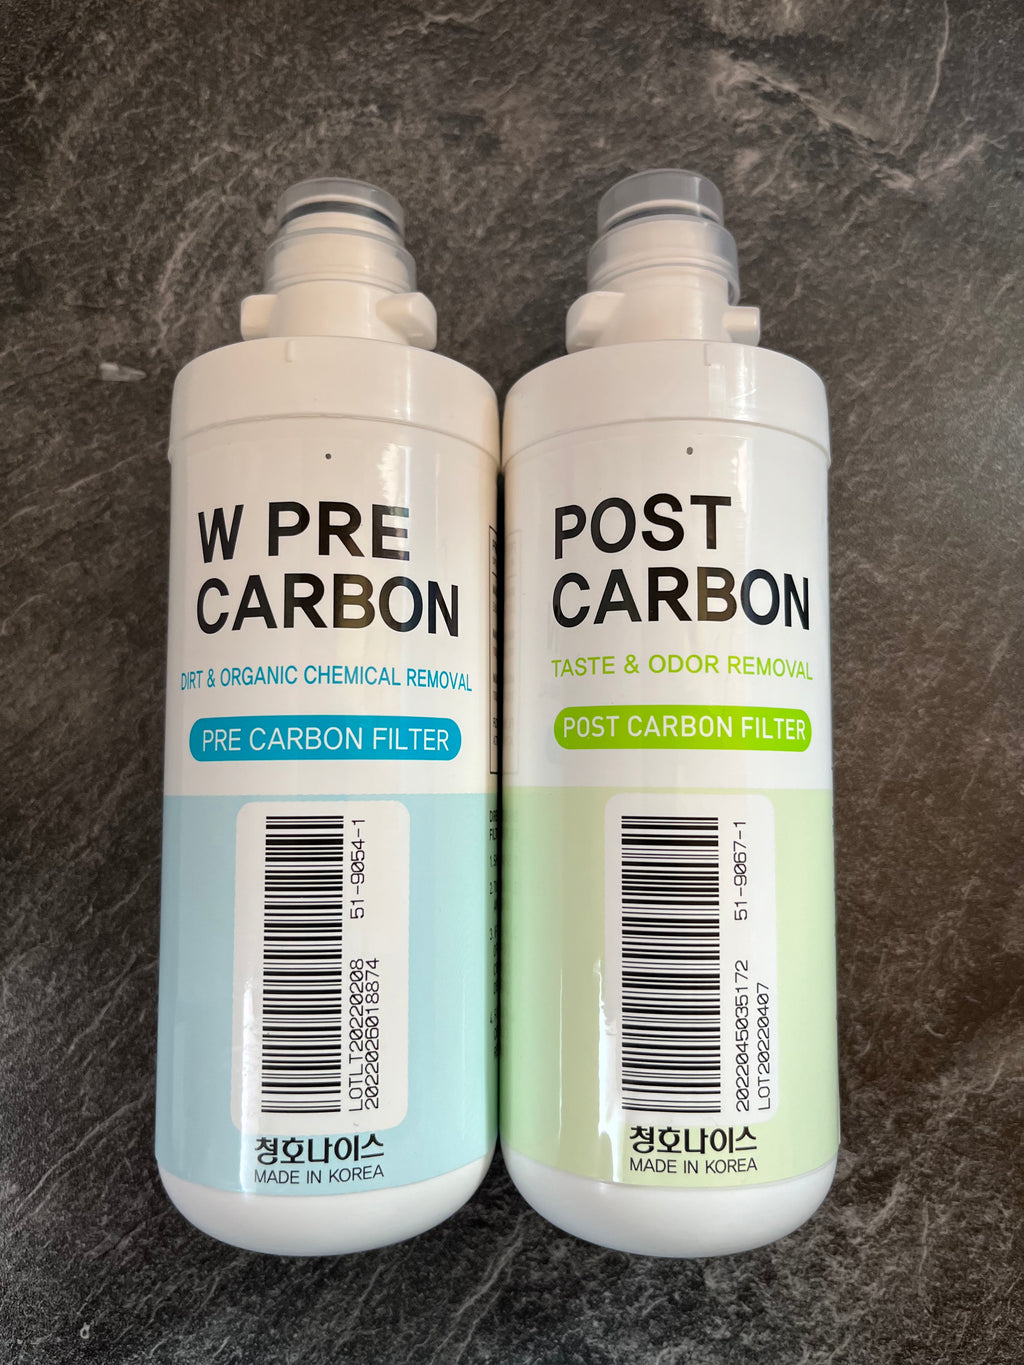 W PRE
CARBON
DIRT & ORGANIC CHEMICAL REMOVAL
PRE CARBON FILTER
51-9054-1
LOTLT20220208
2022026018874
청호나이스
MADE IN KOREA
POST
CARBON
TASTE & ODOR REMOVAL
POST CARBON FILTER
51-9067-1
2022045035172
LOT20220407
청호나이스
MADE IN KOREA